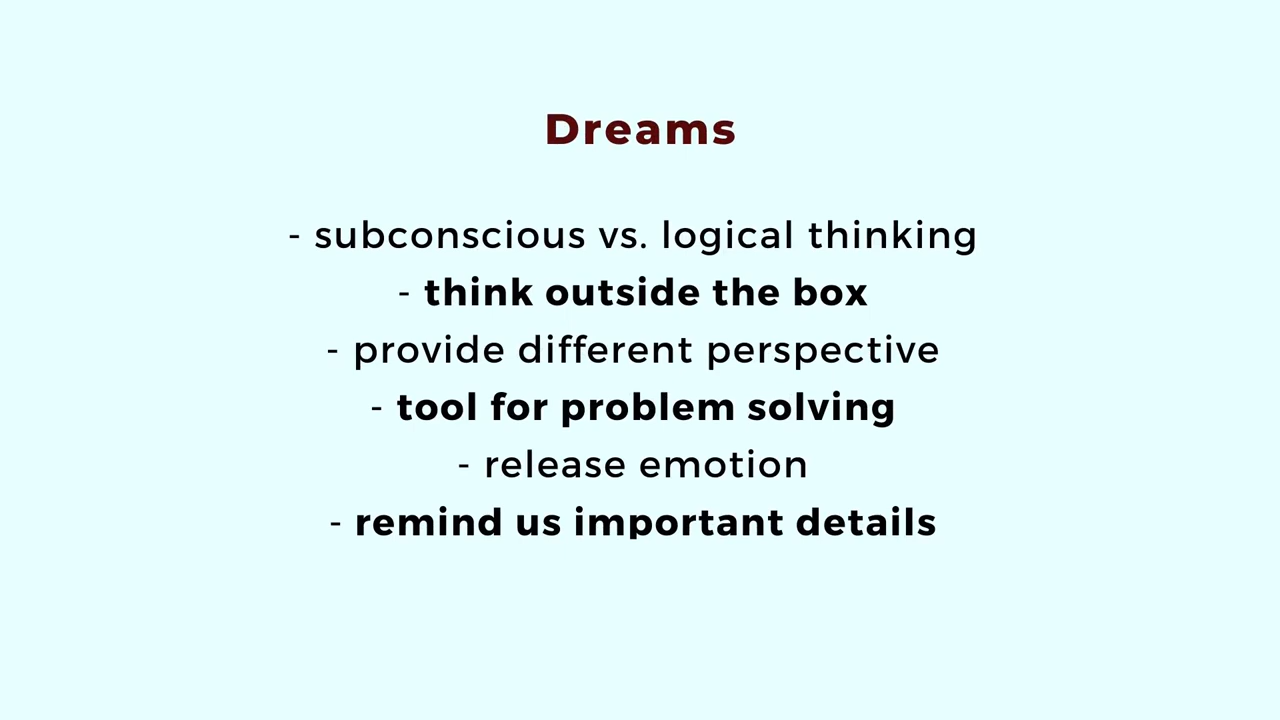 Dreams
- subconscious vs. logical thinking
- think outside the box
- provide different perspective
- tool for problem solving
- release emotion
- remind us important details